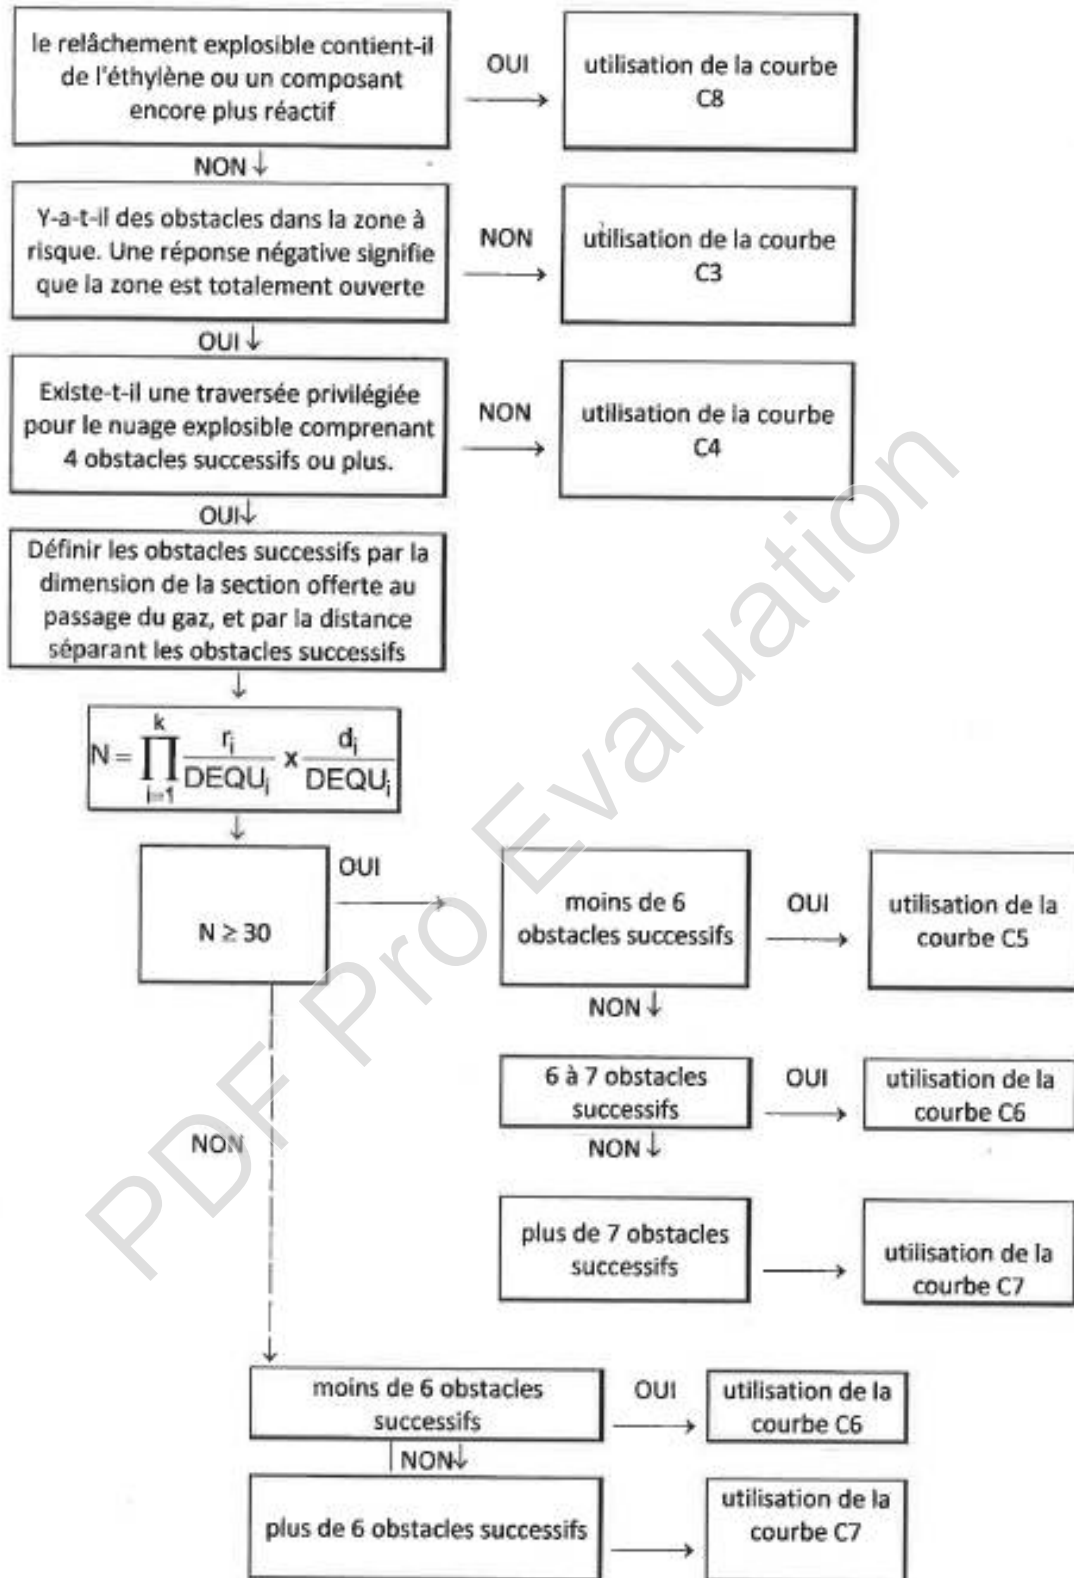 le relâchement explosible contient-il
de l'éthylène ou un composant
encore plus réactif
OUI
utilisation de la courbe
C8
NON ↓
Y-a-t-il des obstacles dans la zone à
risque. Une réponse négative signifie
que la zone est totalement ouverte
NON
utilisation de la courbe
C3
OUI ↓
Existe-t-il une traversée privilégiée
pour le nuage explosible comprenant
4 obstacles successifs ou plus.
NON
utilisation de la courbe
C4
OUI↓
Définir les obstacles successifs par la
dimension de la section offerte au
passage du gaz, et par la distance
séparant les obstacles successifs
N = ∏ (i=1, k) r_i / DEQU_i x d_i / DEQU_i
N ≥ 30
OUI
moins de 6
obstacles successifs
OUI
utilisation de la
courbe C5
NON ↓
6 à 7 obstacles
successifs
OUI
utilisation de la
courbe C6
NON ↓
plus de 7 obstacles
successifs
utilisation de la
courbe C7
NON
moins de 6 obstacles
successifs
OUI
utilisation de la
courbe C6
NON↓
plus de 6 obstacles successifs
utilisation de la
courbe C7
PDF Pro Evaluation